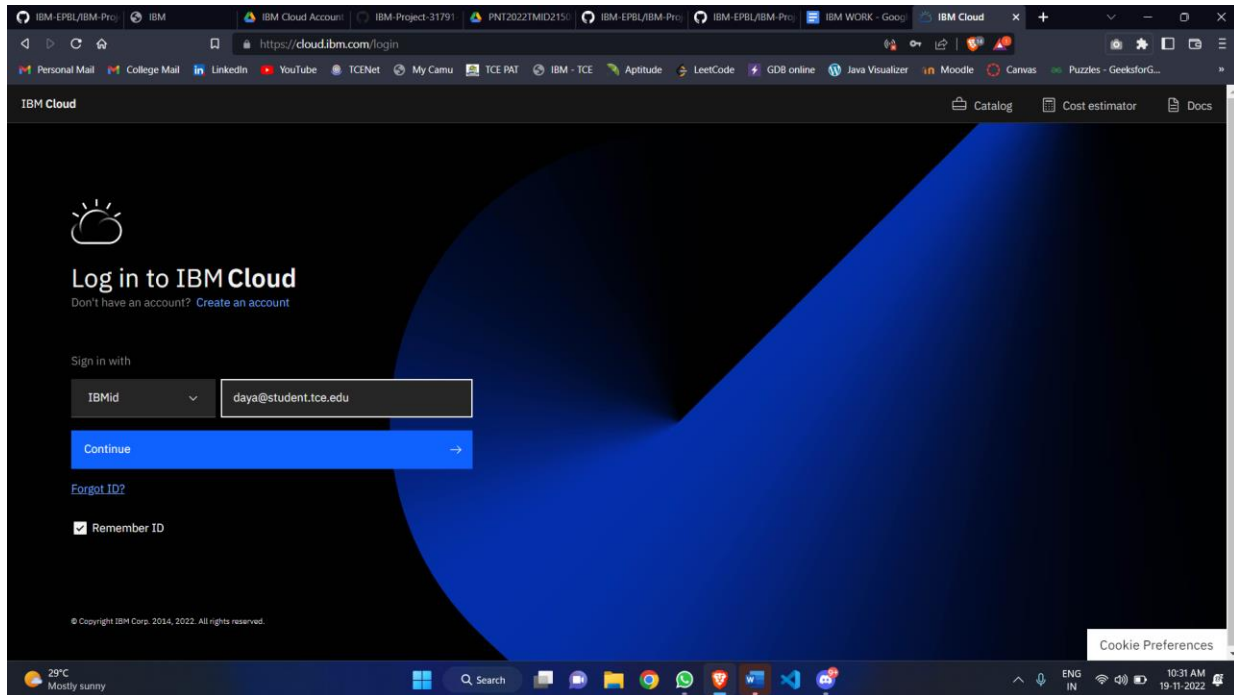 IBM-EPBL/IBM-Pro
IBM
IBM Cloud Account
IBM-Project-31791
PNT2022TMID2150
IBM-EPBL/IBM-Pro
IBM-EPBL/IBM-Pro
IBM WORK - Googl
IBM Cloud
https://cloud.ibm.com/login
Personal Mail
College Mail
LinkedIn
YouTube
TCENet
My Camu
TCE PAT
IBM - TCE
Aptitude
LeetCode
GDB online
Java Visualizer
Moodle
Canvas
Puzzles - GeeksforG...
IBM Cloud
Catalog
Cost estimator
Docs
Log in to IBM Cloud
Don't have an account? Create an account
Sign in with
IBMid
daya@student.tce.edu
Continue
Forgot ID?
Remember ID
© Copyright IBM Corp. 2014, 2022. All rights reserved.
Cookie Preferences
29°C
Mostly sunny
Search
ENG
IN
10:31 AM
19-11-2022